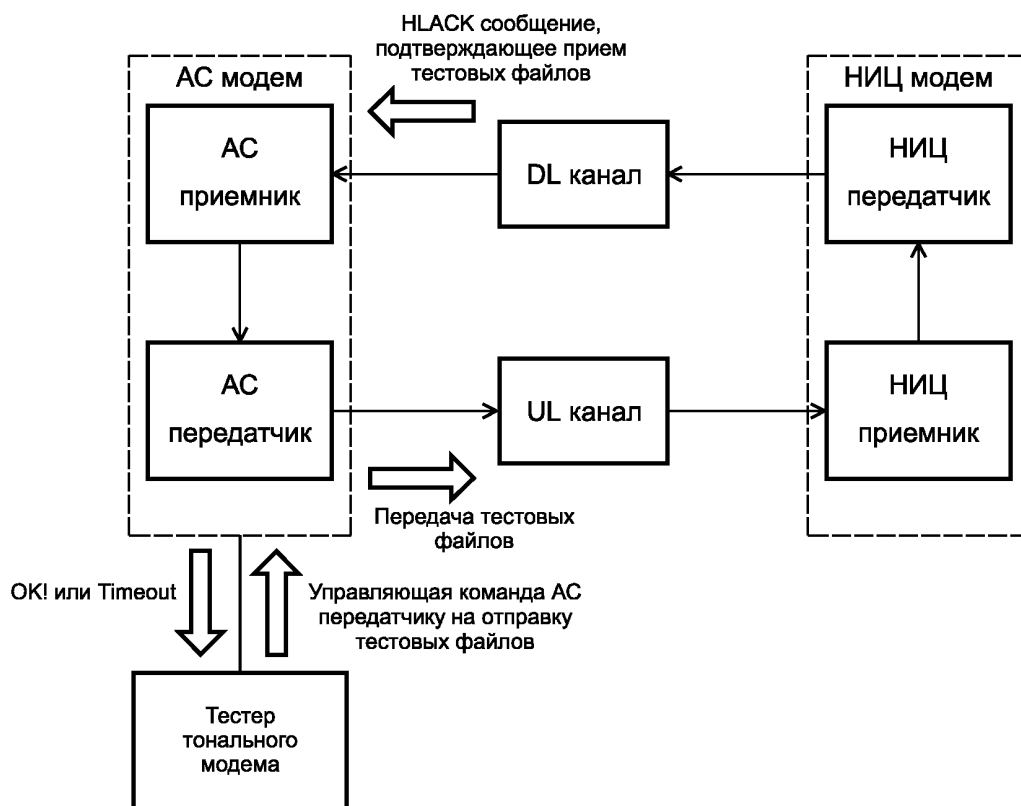 HLACK сообщение,
подтверждающее прием
тестовых файлов
АС модем
НИЦ модем
АС
приемник
DL канал
НИЦ
передатчик
АС
передатчик
UL канал
НИЦ
приемник
Передача тестовых
файлов
OK! или Timeout
Управляющая команда АС
передатчику на отправку
тестовых файлов
Тестер
тонального
модема